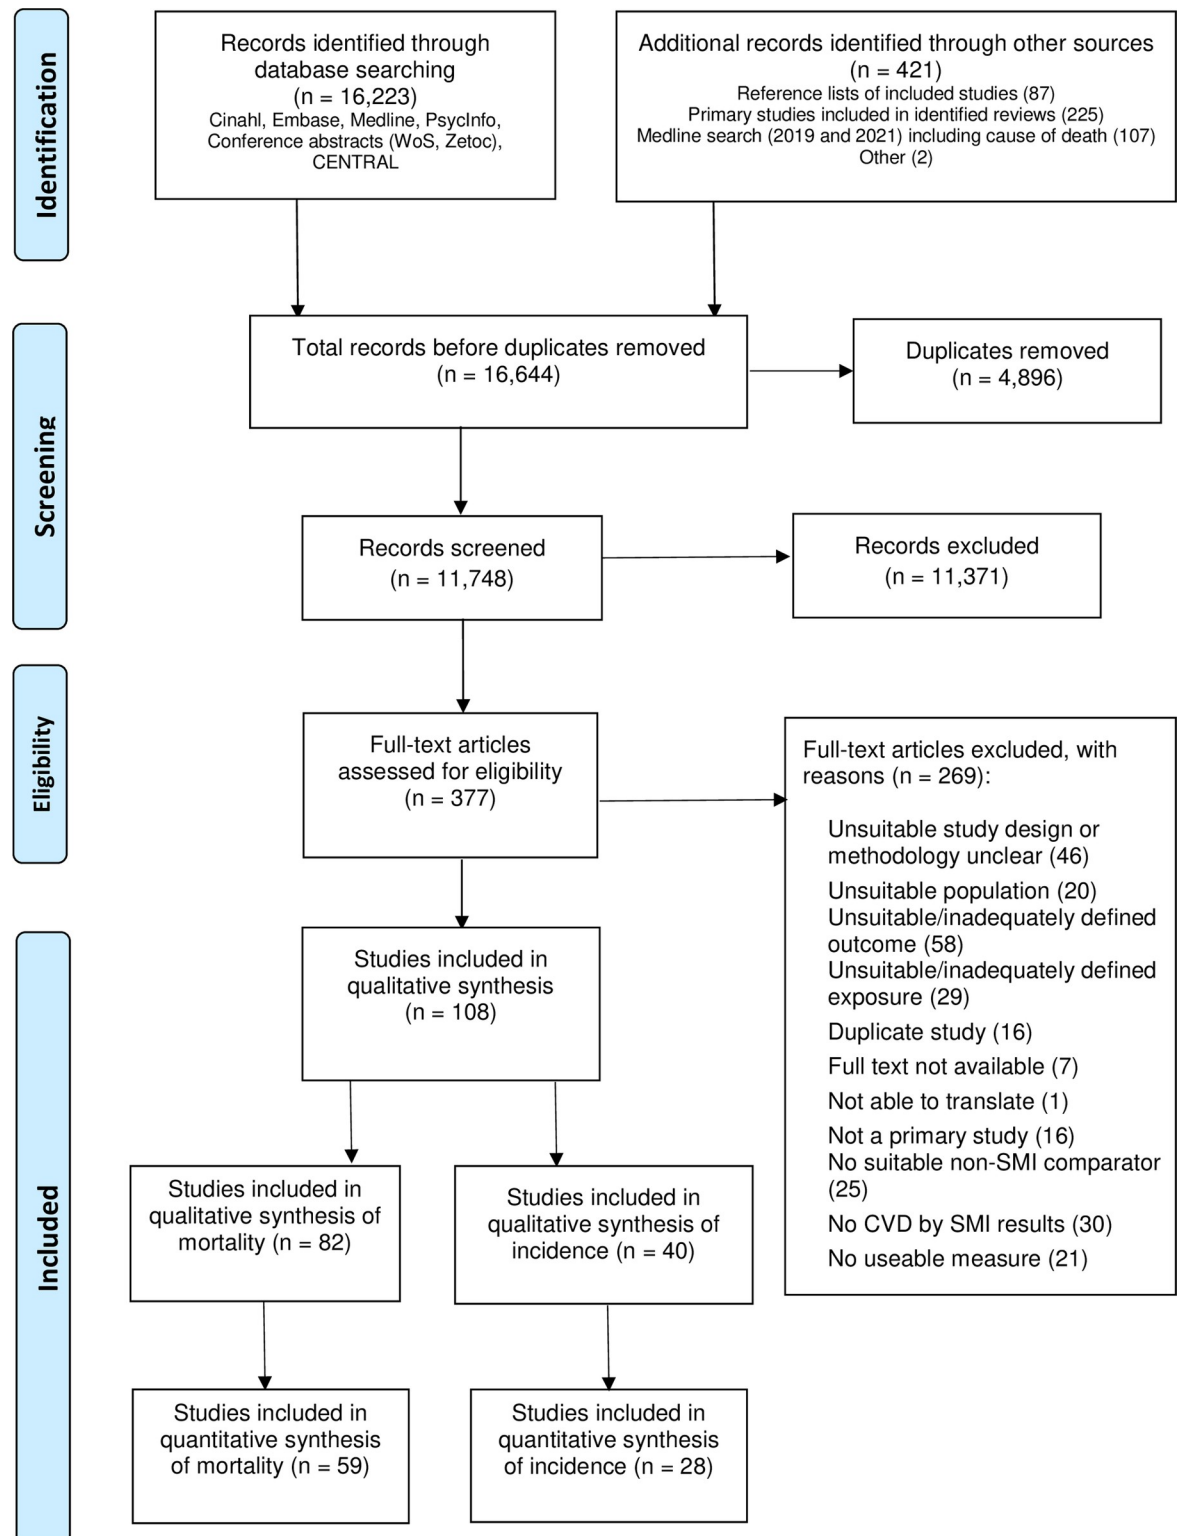 Identification
Records identified through
database searching
(n = 16,223)
Cinahl, Embase, Medline, PsycInfo,
Conference abstracts (WoS, Zetoc),
CENTRAL
Additional records identified through other sources
(n = 421)
Reference lists of included studies (87)
Primary studies included in identified reviews (225)
Medline search (2019 and 2021) including cause of death (107)
Other (2)
Screening
Total records before duplicates removed
(n = 16,644)
Duplicates removed
(n = 4,896)
Records screened
(n = 11,748)
Records excluded
(n = 11,371)
Eligibility
Full-text articles
assessed for eligibility
(n = 377)
Full-text articles excluded, with
reasons (n = 269):
Unsuitable study design or
methodology unclear (46)
Unsuitable population (20)
Unsuitable/inadequately defined
outcome (58)
Unsuitable/inadequately defined
exposure (29)
Duplicate study (16)
Full text not available (7)
Not able to translate (1)
Not a primary study (16)
No suitable non-SMI comparator
(25)
No CVD by SMI results (30)
No useable measure (21)
Included
Studies included in
qualitative synthesis
(n = 108)
Studies included in
qualitative synthesis of
mortality (n = 82)
Studies included in
qualitative synthesis of
incidence (n = 40)
Studies included in
quantitative synthesis
of mortality (n = 59)
Studies included in
quantitative synthesis
of incidence (n = 28)